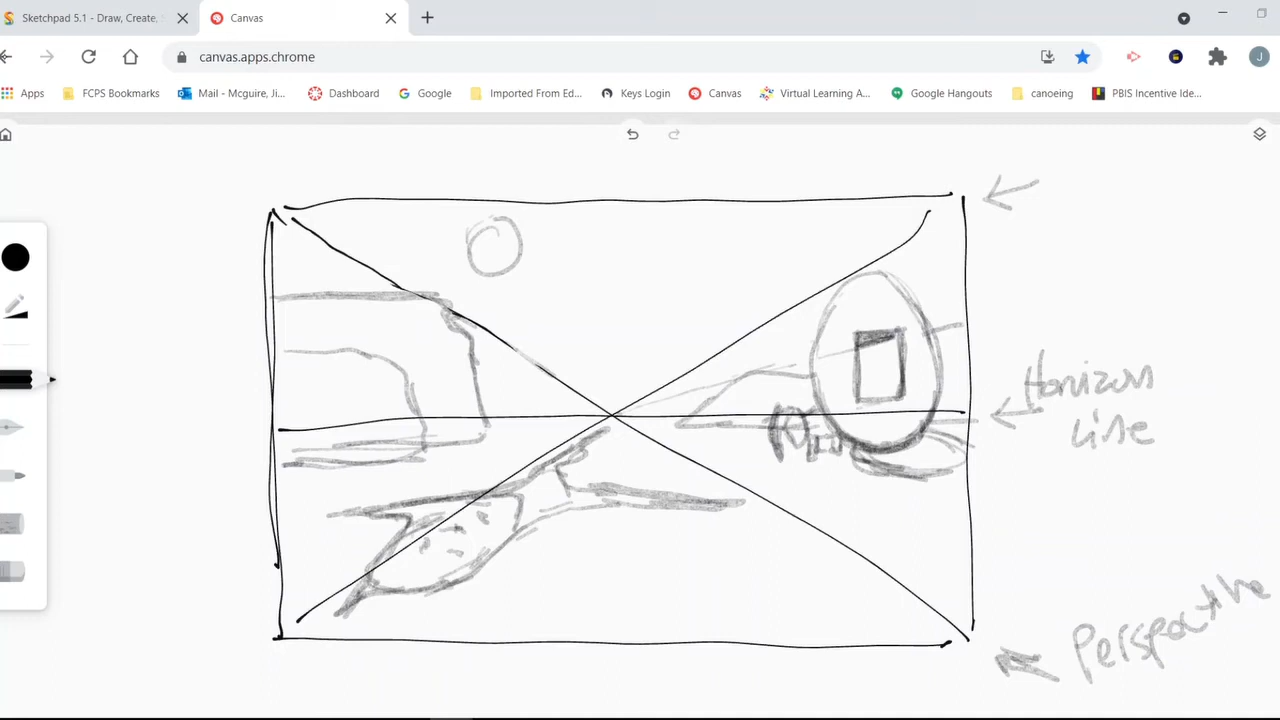 Sketchpad 5.1 - Draw, Create,
Canvas
canvas.apps.chrome
J
Apps
FCPS Bookmarks
Mail - Mcguire, Ji...
Dashboard
Google
Imported From Ed...
Keys Login
Canvas
Virtual Learning A...
Google Hangouts
canoeing
PBIS Incentive Ide...
Horizon
Line
Perspective